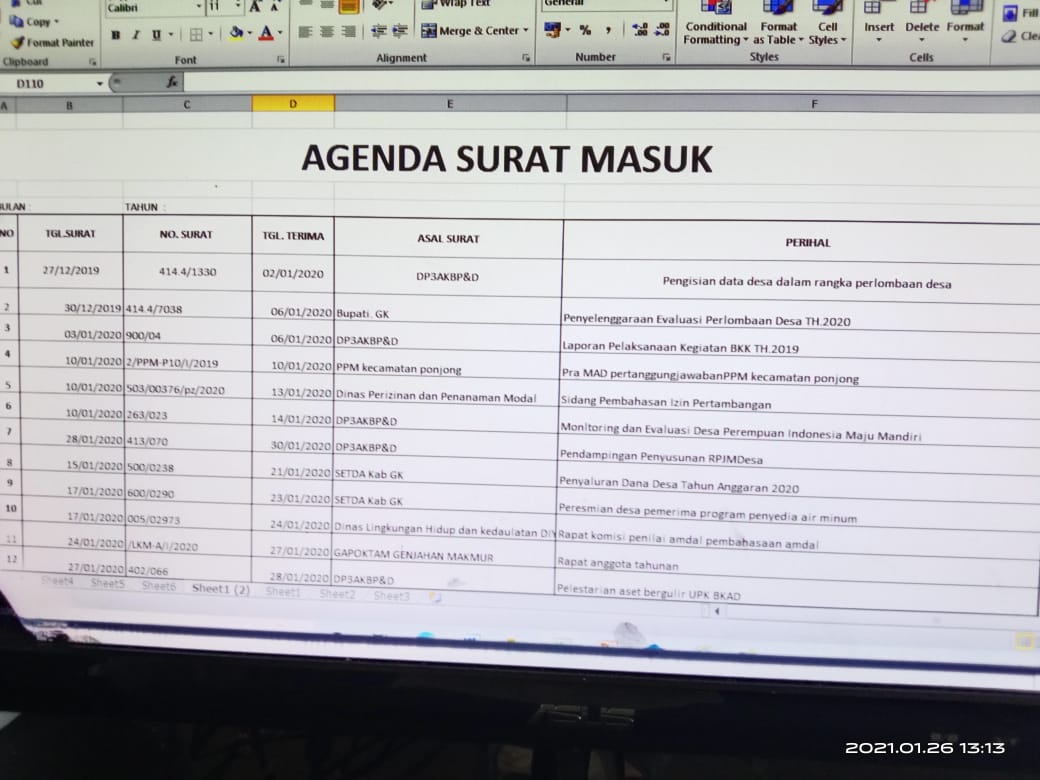 Cut
Calibri 11 A A Wrap Text General
Copy
Format Painter
B I U A Merge & Center % , Conditional Format Cell Insert Delete Format Fill
Formatting as Table Styles
Clipboard Font Alignment Number Styles Cells
D110 fx
A B C D E F
AGENDA SURAT MASUK
TAHUN :
NO TGL.SURAT NO. SURAT TGL. TERIMA ASAL SURAT PERIHAL
1 27/12/2019 414.4/1330 02/01/2020 DP3AKBP&D Pengisian data desa dalam rangka perlombaan desa
2 30/12/2019 414.4/7038 06/01/2020 Bupati GK Penyelenggaraan Evaluasi Perlombaan Desa TH.2020
3 03/01/2020 900/04 06/01/2020 DP3AKBP&D Laporan Pelaksanaan Kegiatan BKK TH.2019
4 10/01/2020 2/PPM-P10/I/2019 10/01/2020 PPM kecamatan ponjong Pra MAD pertanggungjawabanPPM kecamatan ponjong
5 10/01/2020 503/00376/pz/2020 13/01/2020 Dinas Perizinan dan Penanaman Modal Sidang Pembahasan Izin Pertambangan
6 10/01/2020 263/023 14/01/2020 DP3AKBP&D Monitoring dan Evaluasi Desa Perempuan Indonesia Maju Mandiri
7 28/01/2020 413/070 30/01/2020 DP3AKBP&D Pendampingan Penyusunan RPJMDesa
8 15/01/2020 500/0238 21/01/2020 SETDA Kab GK Penyaluran Dana Desa Tahun Anggaran 2020
9 17/01/2020 600/0290 23/01/2020 SETDA Kab GK Peresmian desa pemerima program penyedia air minum
10 17/01/2020 005/02973 24/01/2020 Dinas Lingkungan Hidup dan kedaulatan DIY Rapat komisi penilai amdal pembahasaan amdal
11 24/01/2020 /LKM-A/I/2020 27/01/2020 GAPOKTAM GENJAHAN MAKMUR Rapat anggota tahunan
12 27/01/2020 402/066 28/01/2020 DP3AKBP&D Pelestarian aset bergulir UPK BKAD
Sheet4 Sheet5 Sheet6 Sheet1 (2) Sheet1 Sheet2 Sheet3
2021.01.26 13:13